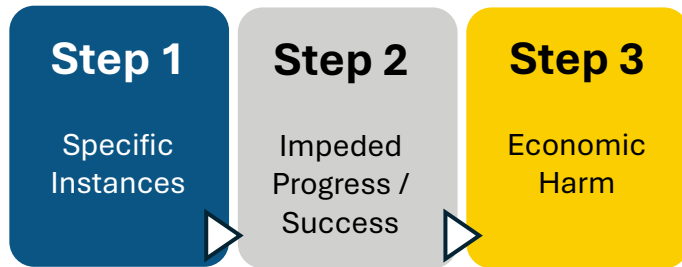 Step 1
Specific
Instances
Step 2
Impeded
Progress /
Success
Step 3
Economic
Harm